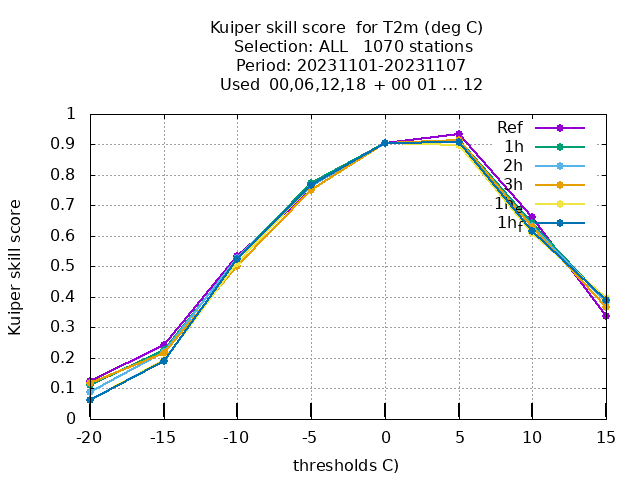 Kuiper skill score  for T2m (deg C)
Selection: ALL   1070 stations
Period: 20231101-20231107
Used 00,06,12,18 + 00 01 ... 12
Kuiper skill score
1
0.9
0.8
0.7
0.6
0.5
0.4
0.3
0.2
0.1
0
Ref
1h
2h
3h
1h
1hf
-20 -15 -10 -5 0 5 10 15
thresholds C)